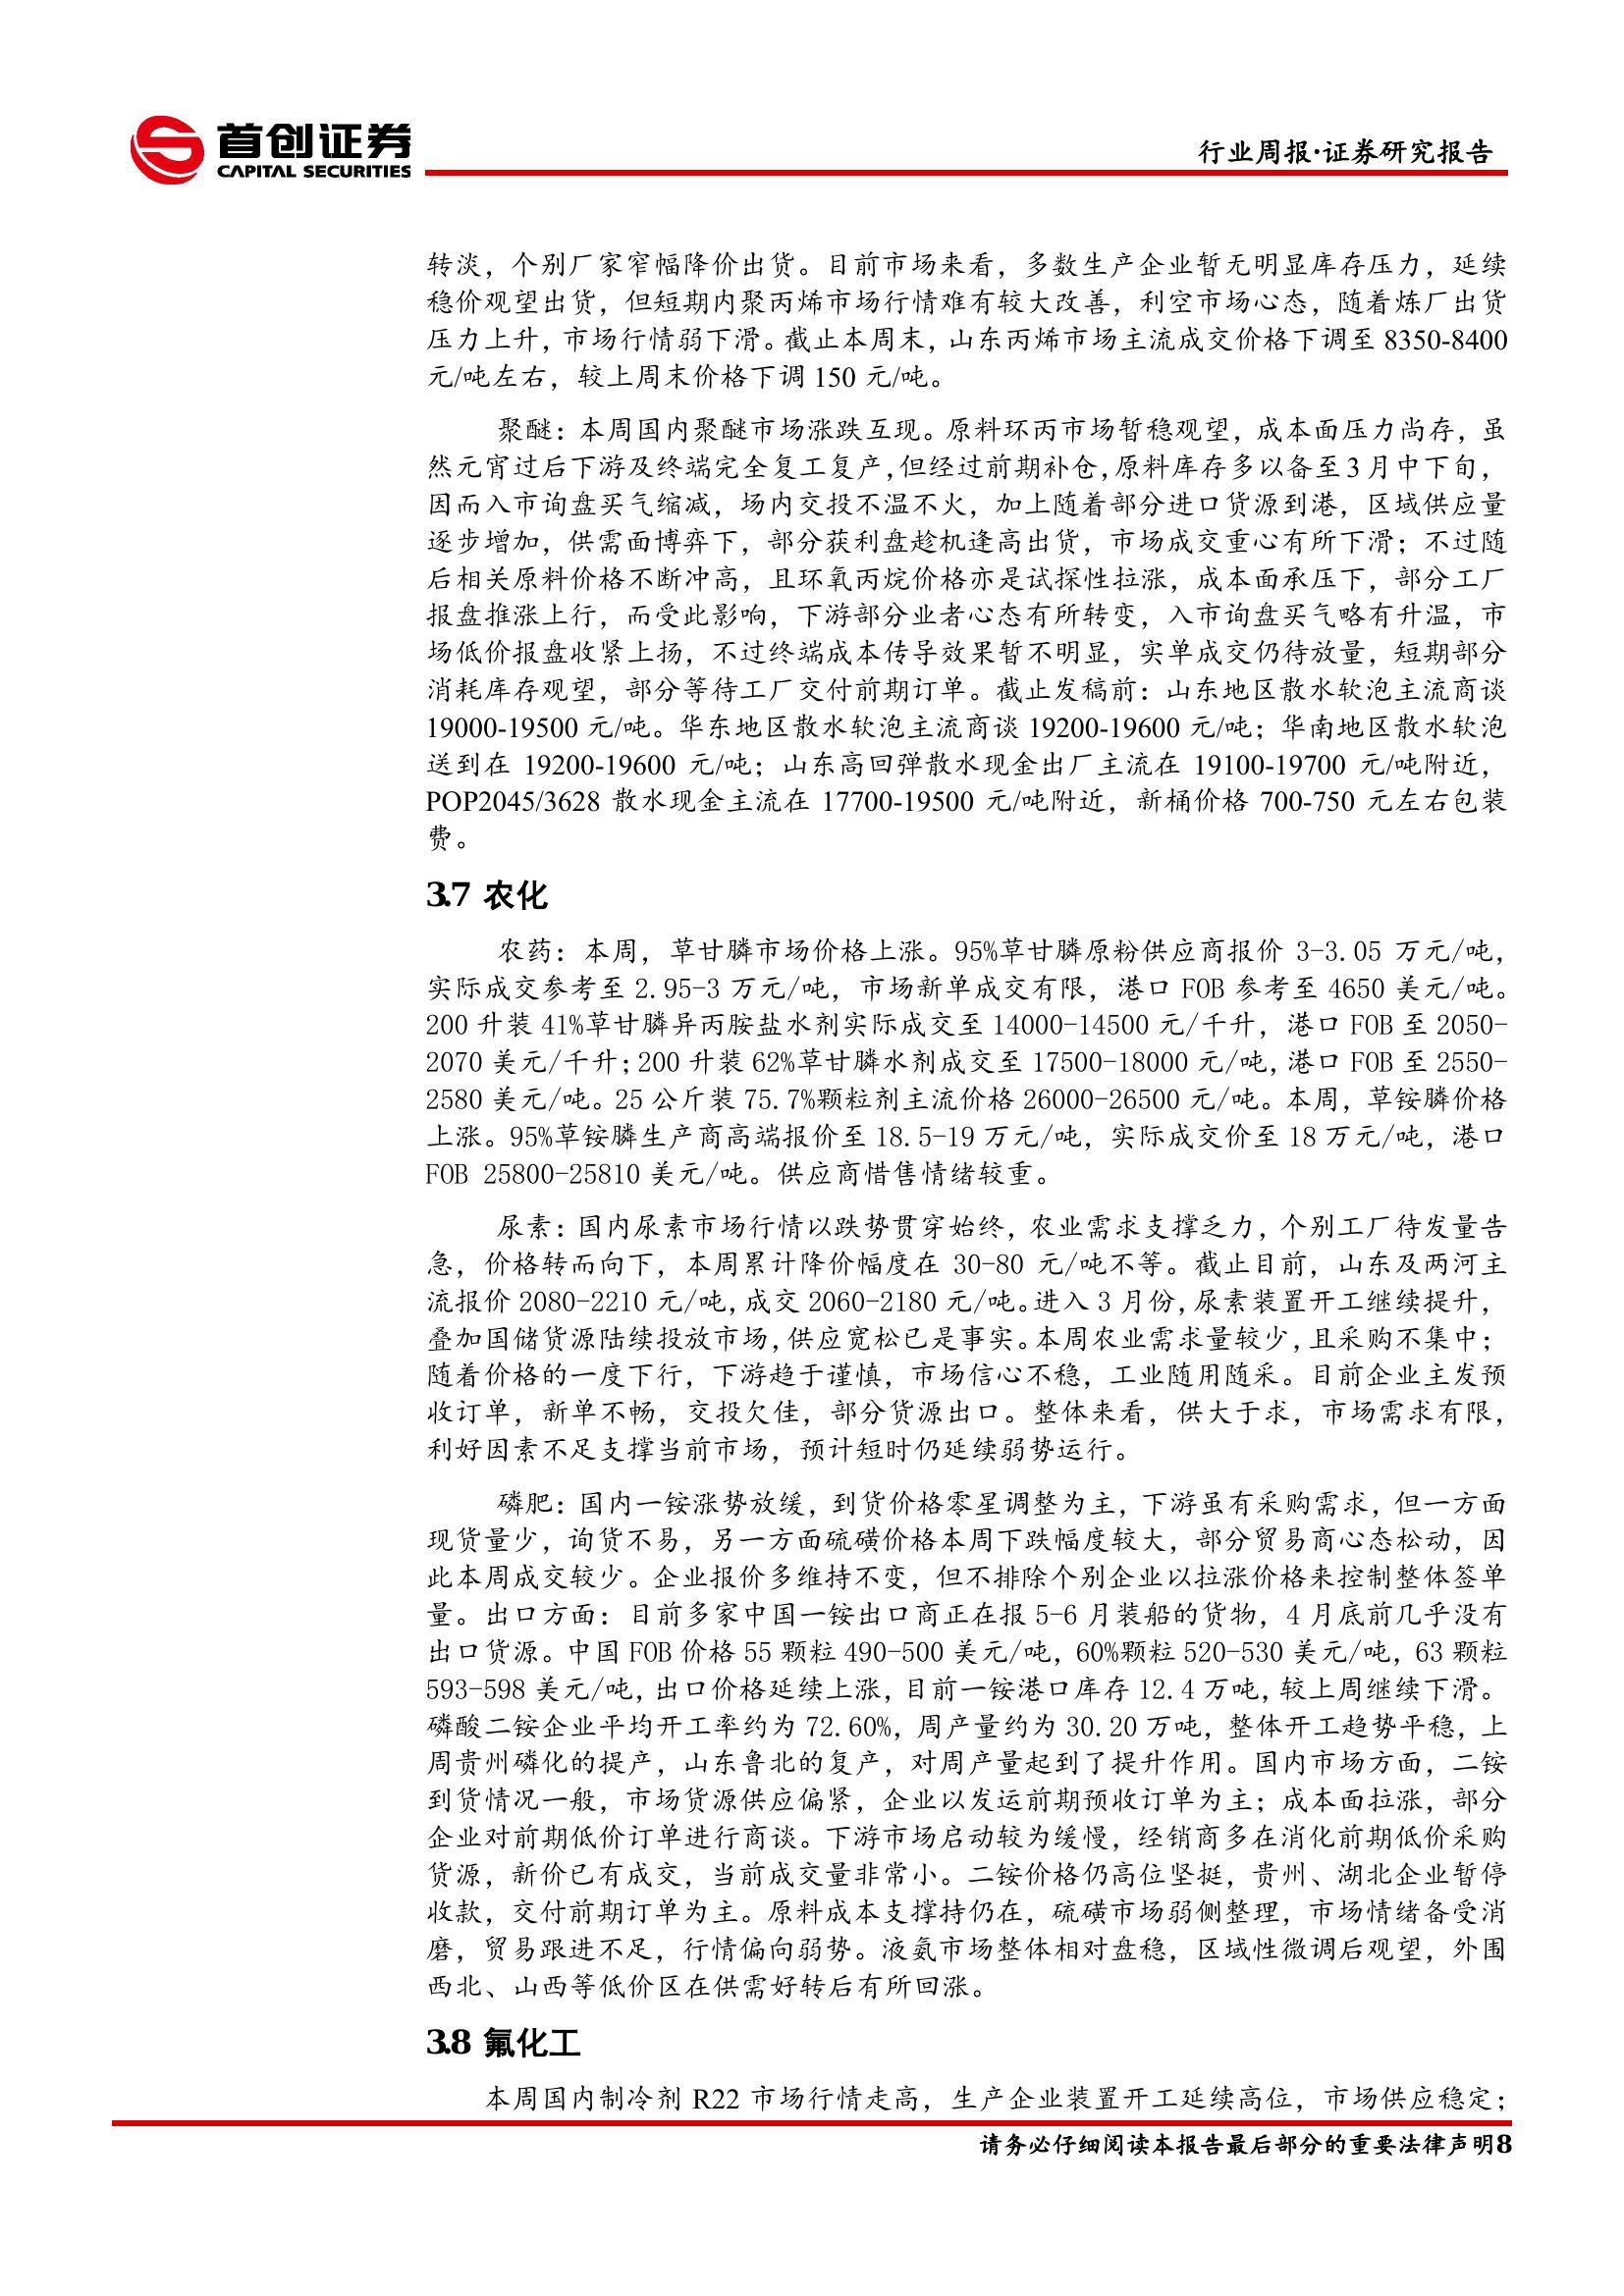 首创证券
CAPITAL SECURITIES
行业周报·证券研究报告
转淡，个别厂家窄幅降价出货。目前市场来看，多数生产企业暂无明显库存压力，延续
稳价观望出货，但短期内聚丙烯市场行情难有较大改善，利空市场心态，随着炼厂出货
压力上升，市场行情弱下滑。截止本周末，山东丙烯市场主流成交价格下调至 8350-8400
元/吨左右，较上周末价格下调 150 元/吨。
聚醚：本周国内聚醚市场涨跌互现。原料环丙市场暂稳观望，成本面压力尚存，虽
然元宵过后下游及终端完全复工复产，但经过前期补仓，原料库存多以备至 3 月中下旬，
因而入市询盘买气缩减，场内交投不温不火，加上随着部分进口货源到港，区域供应量
逐步增加，供需面博弈下，部分获利盘趁机逢高出货，市场成交重心有所下滑；不过随
后相关原料价格不断冲高，且环氧丙烷价格亦是试探性拉涨，成本面承压下，部分工厂
报盘推涨上行，而受此影响，下游部分业者心态有所转变，入市询盘买气略有升温，市
场低价报盘收紧上扬，不过终端成本传导效果暂不明显，实单成交仍待放量，短期部分
消耗库存观望，部分等待工厂交付前期订单。截止发稿前：山东地区散水软泡主流商谈
19000-19500 元/吨。华东地区散水软泡主流商谈 19200-19600 元/吨；华南地区散水软泡
送到在 19200-19600 元/吨；山东高回弹散水现金出厂主流在 19100-19700 元/吨附近，
POP2045/3628 散水现金主流在 17700-19500 元/吨附近，新桶价格 700-750 元左右包装
费。
3.7 农化
农药：本周，草甘膦市场价格上涨。95%草甘膦原粉供应商报价 3-3.05 万元/吨，
实际成交参考至 2.95-3 万元/吨，市场新单成交有限，港口 FOB 参考至 4650 美元/吨。
200 升装 41%草甘膦异丙胺盐水剂实际成交至 14000-14500 元/千升，港口 FOB 至 2050-
2070 美元/千升；200 升装 62%草甘膦水剂成交至 17500-18000 元/吨，港口 FOB 至 2550-
2580 美元/吨。25 公斤装 75.7%颗粒剂主流价格 26000-26500 元/吨。本周，草铵膦价格
上涨。95%草铵膦生产商高端报价至 18.5-19 万元/吨，实际成交价至 18 万元/吨，港口
FOB 25800-25810 美元/吨。供应商惜售情绪较重。
尿素：国内尿素市场行情以跌势贯穿始终，农业需求支撑乏力，个别工厂待发量告
急，价格转而向下，本周累计降价幅度在 30-80 元/吨不等。截止目前，山东及两河主
流报价 2080-2210 元/吨，成交 2060-2180 元/吨。进入 3 月份，尿素装置开工继续提升，
叠加国储货源陆续投放市场，供应宽松已是事实。本周农业需求量较少，且采购不集中；
随着价格的一度下行，下游趋于谨慎，市场信心不稳，工业随用随采。目前企业主发预
收订单，新单不畅，交投欠佳，部分货源出口。整体来看，供大于求，市场需求有限，
利好因素不足支撑当前市场，预计短时仍延续弱势运行。
磷肥：国内一铵涨势放缓，到货价格零星调整为主，下游虽有采购需求，但一方面
现货量少，询货不易，另一方面硫磺价格本周下跌幅度较大，部分贸易商心态松动，因
此本周成交较少。企业报价多维持不变，但不排除个别企业以拉涨价格来控制整体签单
量。出口方面：目前多家中国一铵出口商正在报 5-6 月装船的货物，4 月底前几乎没有
出口货源。中国 FOB 价格 55 颗粒 490-500 美元/吨，60%颗粒 520-530 美元/吨，63 颗粒
593-598 美元/吨，出口价格延续上涨，目前一铵港口库存 12.4 万吨，较上周继续下滑。
磷酸二铵企业平均开工率约为 72.60%，周产量约为 30.20 万吨，整体开工趋势平稳，上
周贵州磷化的提产，山东鲁北的复产，对周产量起到了提升作用。国内市场方面，二铵
到货情况一般，市场货源供应偏紧，企业以发运前期预收订单为主；成本面拉涨，部分
企业对前期低价订单进行商谈。下游市场启动较为缓慢，经销商多在消化前期低价采购
货源，新价已有成交，当前成交量非常小。二铵价格仍高位坚挺，贵州、湖北企业暂停
收款，交付前期订单为主。原料成本支撑持仍在，硫磺市场弱侧整理，市场情绪备受消
磨，贸易跟进不足，行情偏向弱势。液氨市场整体相对盘稳，区域性微调后观望，外围
西北、山西等低价区在供需好转后有所回涨。
3.8 氟化工
本周国内制冷剂 R22 市场行情走高，生产企业装置开工延续高位，市场供应稳定；
请务必仔细阅读本报告最后部分的重要法律声明8